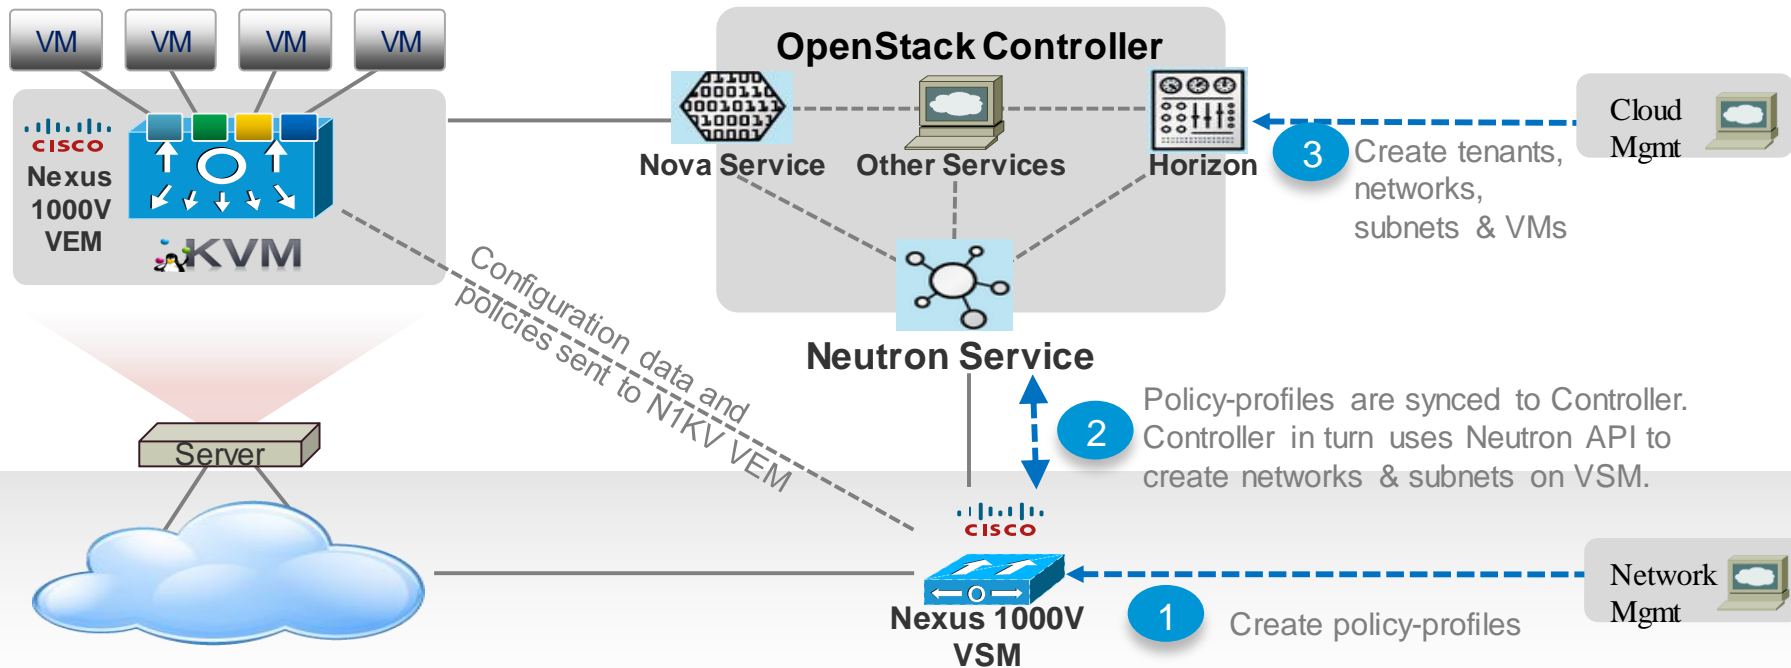 VM
VM
VM
VM
CISCO
Nexus
1000V
VEM
KVM
Server
OpenStack Controller
Nova Service
Other Services
Horizon
Neutron Service
Cloud
Mgmt
3
Create tenants,
networks,
subnets & VMs
Configuration data and
policies sent to N1KV VEM
2
Policy-profiles are synced to Controller.
Controller in turn uses Neutron API to
create networks & subnets on VSM.
CISCO
Nexus 1000V
VSM
1
Create policy-profiles
Network
Mgmt